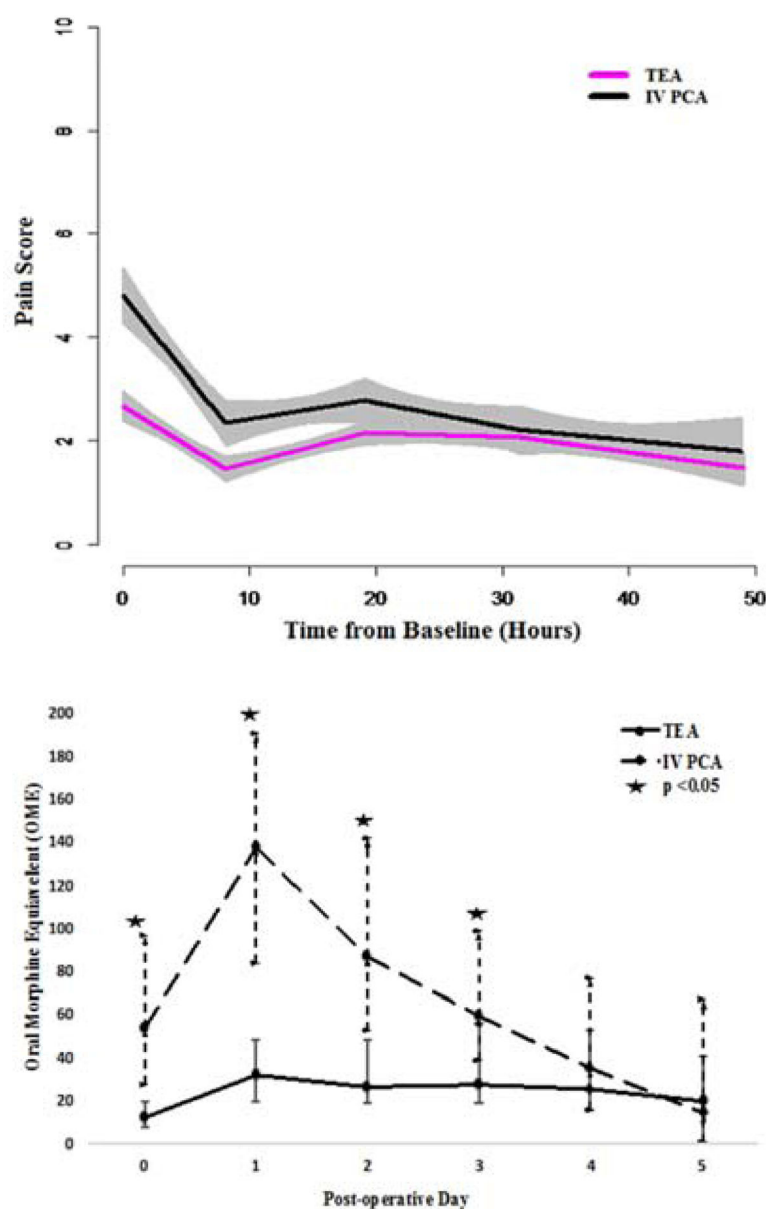 10
8
6
4
2
0
Pain Score
TEA
IV PCA
0 10 20 30 40 50
Time from Baseline (Hours)
200
180
160
140
120
100
80
60
40
20
0
Oral Morphine Equiavelent (OME)
TEA
IV PCA
p <0.05
0 1 2 3 4 5
Post-operative Day